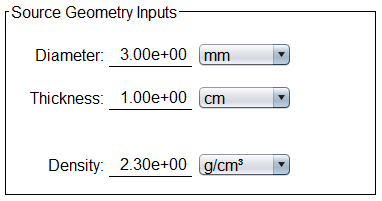 Source Geometry Inputs
Diameter: 3.00e+00 mm
Thickness: 1.00e+00 cm
Density: 2.30e+00 g/cm³